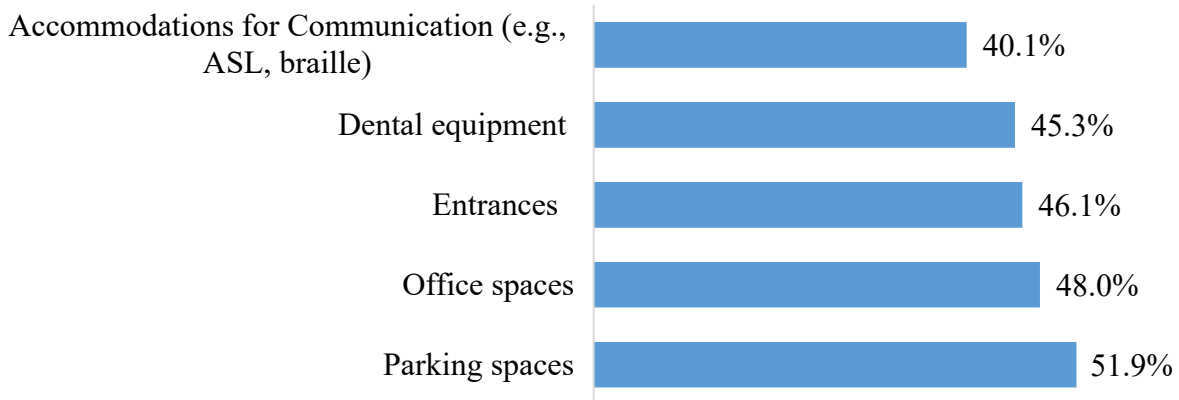 Accommodations for Communication (e.g.,
ASL, braille)
40.1%
Dental equipment
45.3%
Entrances
46.1%
Office spaces
48.0%
Parking spaces
51.9%